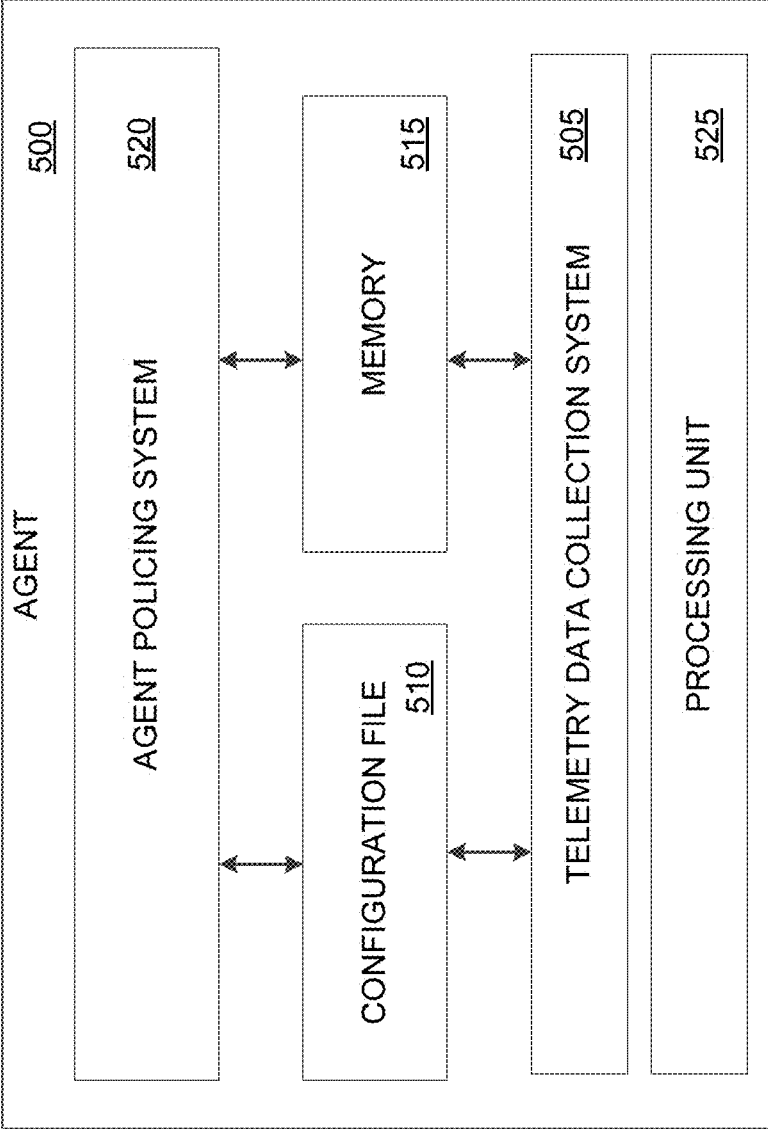 AGENT
500
AGENT POLICING SYSTEM
520
CONFIGURATION FILE
510
MEMORY
515
TELEMETRY DATA COLLECTION SYSTEM
505
PROCESSING UNIT
525